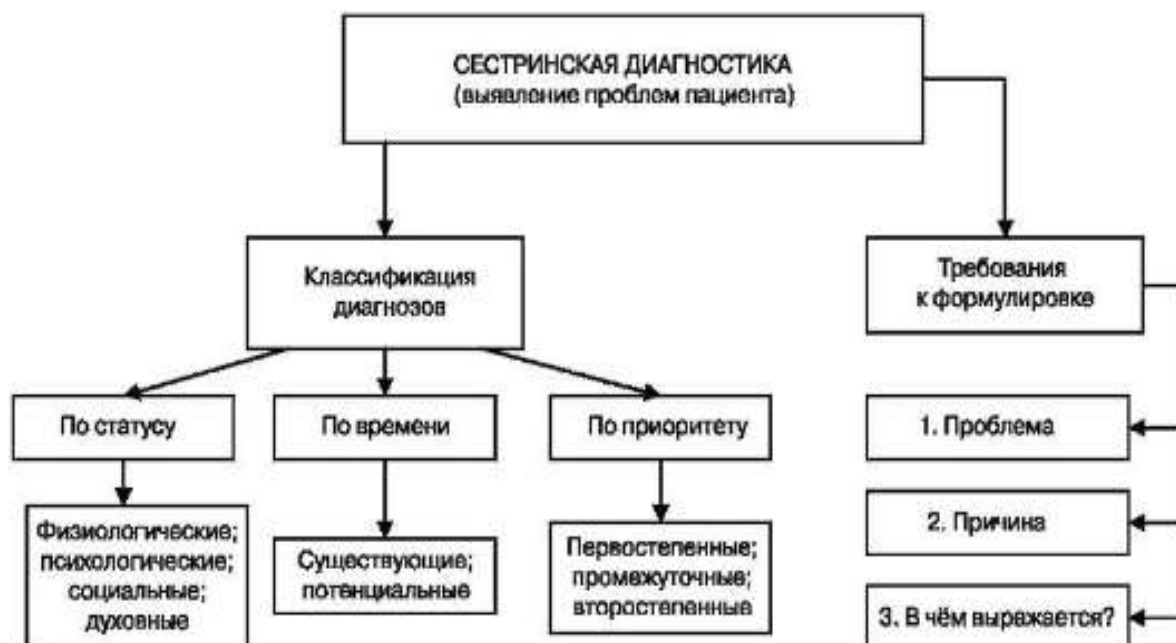 СЕСТРИНСКАЯ ДИАГНОСТИКА
(выявление проблем пациента)
Классификация
диагнозов
Требования
к формулировке
По статусу
По времени
По приоритету
1. Проблема
Физиологические;
психологические;
социальные;
духовные
Существующие;
потенциальные
Первостепенные;
промежуточные;
второстепенные
2. Причина
3. В чём выражается?